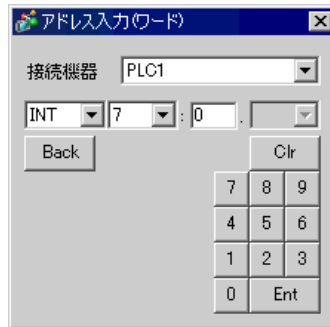 アドレス入力(ワード)
接続機器 PLC1
INT 7 : 0 .
Back Clr
7 8 9
4 5 6
1 2 3
0 Ent